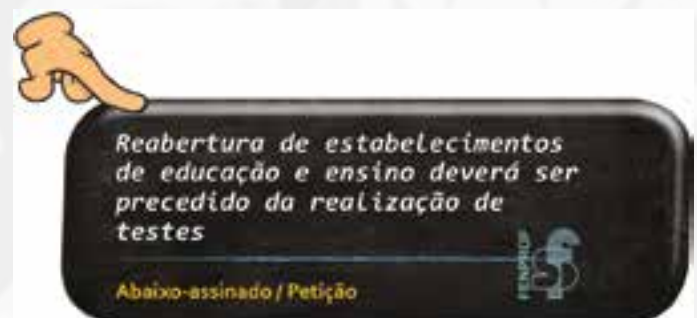 Reabertura de estabelecimentos
de educação e ensino deverá ser
precedido da realização de
testes
FENPROF
Abaixo-assinado / Petição